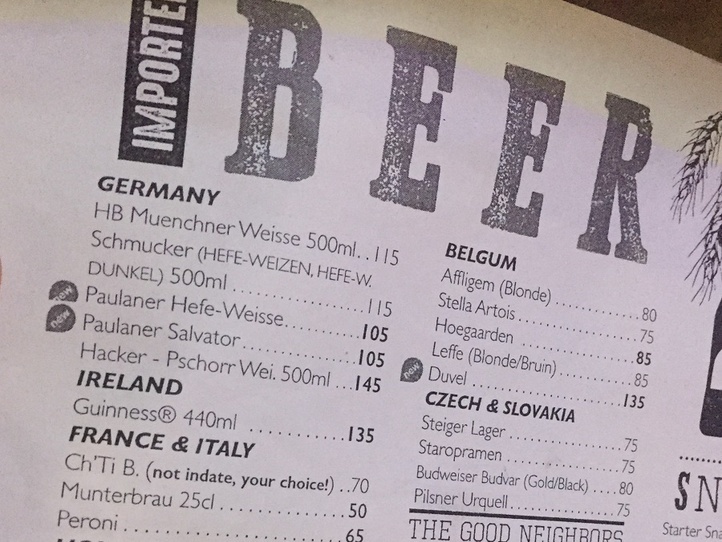 IMPORTED
BEER
GERMANY
HB Muenchner Weisse 500ml..115
Schmucker (HEFE-WEIZEN, HEFE-W.
DUNKEL) 500ml ................115
new Paulaner Hefe-Weisse..........105
new Paulaner Salvator..............105
Hacker - Pschorr Wei. 500ml ...145
IRELAND
Guinness® 440ml ............135
FRANCE & ITALY
Ch'Ti B. (not indate, your choice!) ..70
Munterbrau 25cl .............50
Peroni .......................65
BELGUM
Affligem (Blonde) ............80
Stella Artois ..................75
Hoegaarden .................85
Leffe (Blonde/Bruin) .........85
new Duvel ......................135
CZECH & SLOVAKIA
Steiger Lager ................75
Staropramen ................75
Budweiser Budvar (Gold/Black) ....80
Pilsner Urquell ................75
THE GOOD NEIGHBORS
SN
Starter Sna